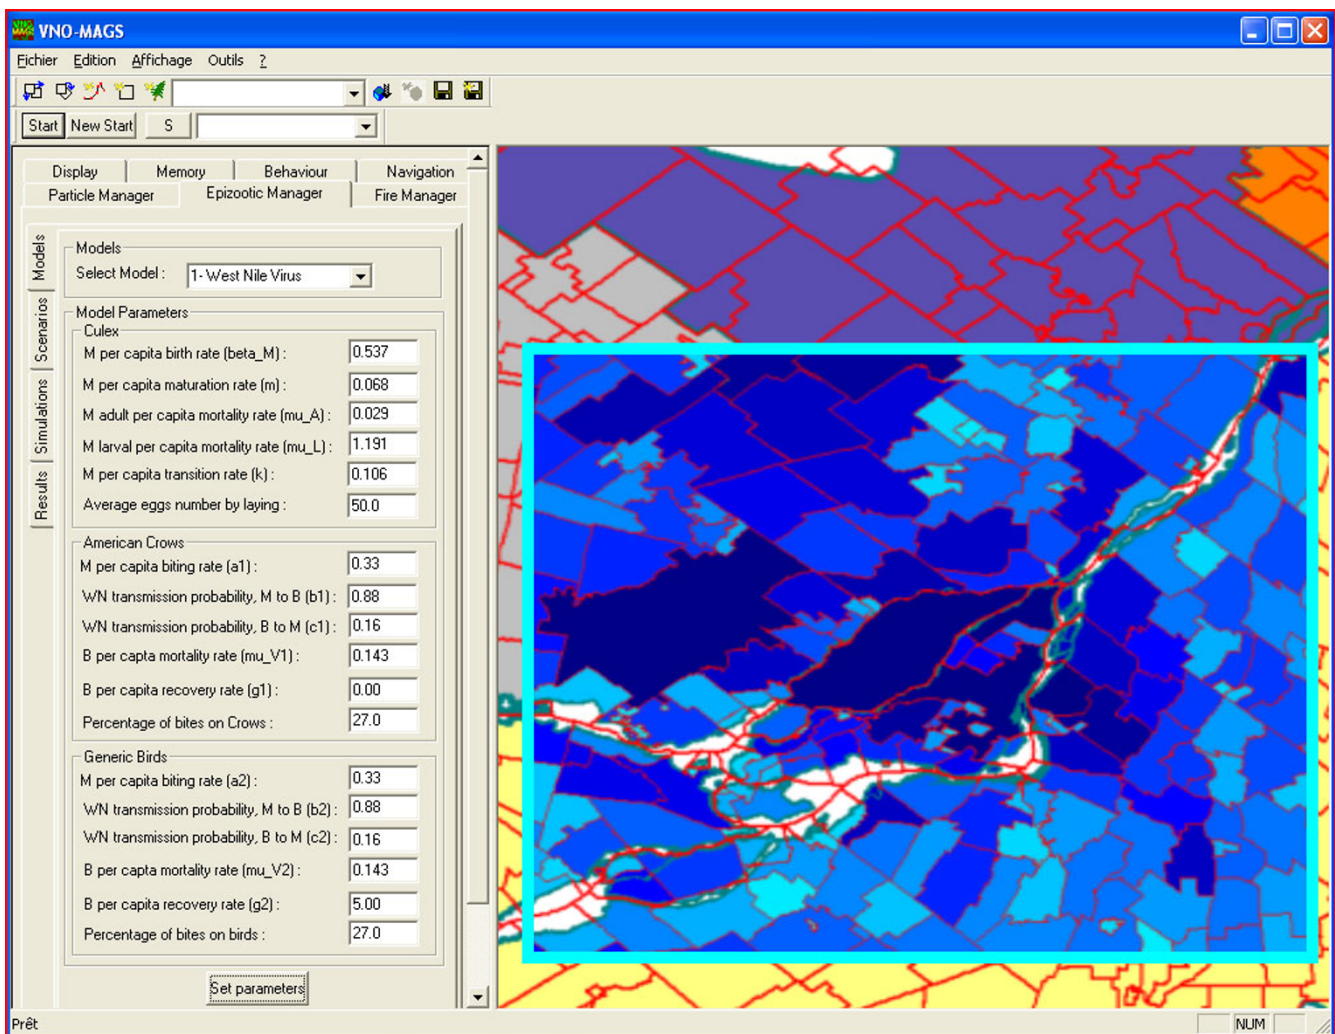 VNO-MAGS
Fichier Edition Affichage Outils ?
Start New Start S
Display Memory Behaviour Navigation
Particle Manager Epizootic Manager Fire Manager
Models
Scenarios
Simulations
Results
Models
Select Model : 1- West Nile Virus
Model Parameters
Culex
M per capita birth rate (beta_M) : 0.537
M per capita maturation rate (m) : 0.068
M adult per capita mortality rate (mu_A) : 0.029
M larval per capita mortality rate (mu_L) : 1.191
M per capita transition rate (k) : 0.106
Average eggs number by laying : 50.0
American Crows
M per capita biting rate (a1) : 0.33
WN transmission probability, M to B (b1) : 0.88
WN transmission probability, B to M (c1) : 0.16
B per capta mortality rate (mu_V1) : 0.143
B per capita recovery rate (g1) : 0.00
Percentage of bites on Crows : 27.0
Generic Birds
M per capita biting rate (a2) : 0.33
WN transmission probability, M to B (b2) : 0.88
WN transmission probability, B to M (c2) : 0.16
B per capta mortality rate (mu_V2) : 0.143
B per capita recovery rate (g2) : 5.00
Percentage of bites on birds : 27.0
Set parameters
Prêt NUM